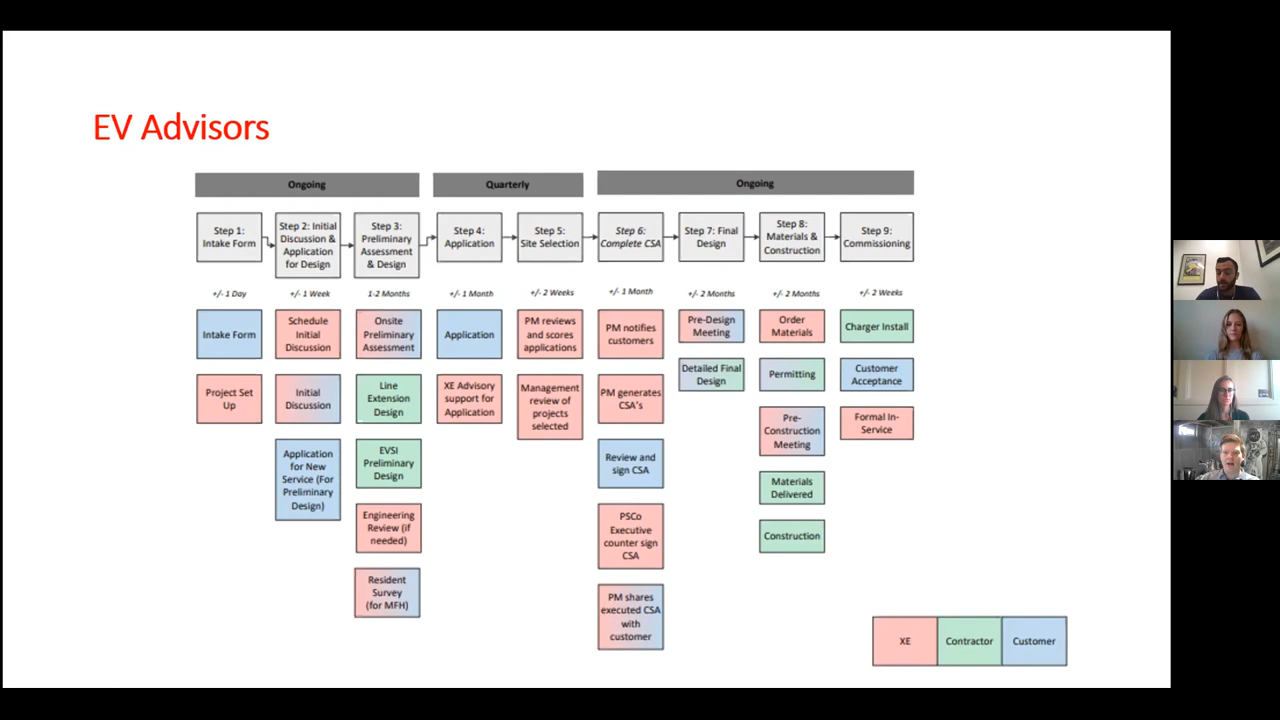 EV Advisors
Ongoing
Quarterly
Ongoing
Step 1:
Intake Form
Step 2: Initial
Discussion &
Application
for Design
Step 3:
Preliminary
Assessment
& Design
Step 4:
Application
Step 5:
Site Selection
Step 6:
Complete CSA
Step 7: Final
Design
Step 8:
Materials &
Construction
Step 9:
Commissioning
+/- 1 Day
+/- 1 Week
1-2 Months
+/- 1 Month
+/- 2 Weeks
+/- 1 Month
+/- 2 Months
+/- 2 Months
+/- 2 Weeks
Intake Form
Project Set
Up
Schedule
Initial
Discussion
Initial
Discussion
Application
for New
Service (For
Preliminary
Design)
Onsite
Preliminary
Assessment
Line
Extension
Design
EVSI
Preliminary
Design
Engineering
Review (if
needed)
Resident
Survey
(for MFH)
Application
XE Advisory
support for
Application
PM reviews
and scores
applications
Management
review of
projects
selected
PM notifies
customers
PM generates
CSA's
Review and
sign CSA
PSCo
Executive
counter sign
CSA
PM shares
executed CSA
with
customer
Pre-Design
Meeting
Detailed Final
Design
Order
Materials
Permitting
Pre-
Construction
Meeting
Materials
Delivered
Construction
Charger Install
Customer
Acceptance
Formal In-
Service
XE
Contractor
Customer